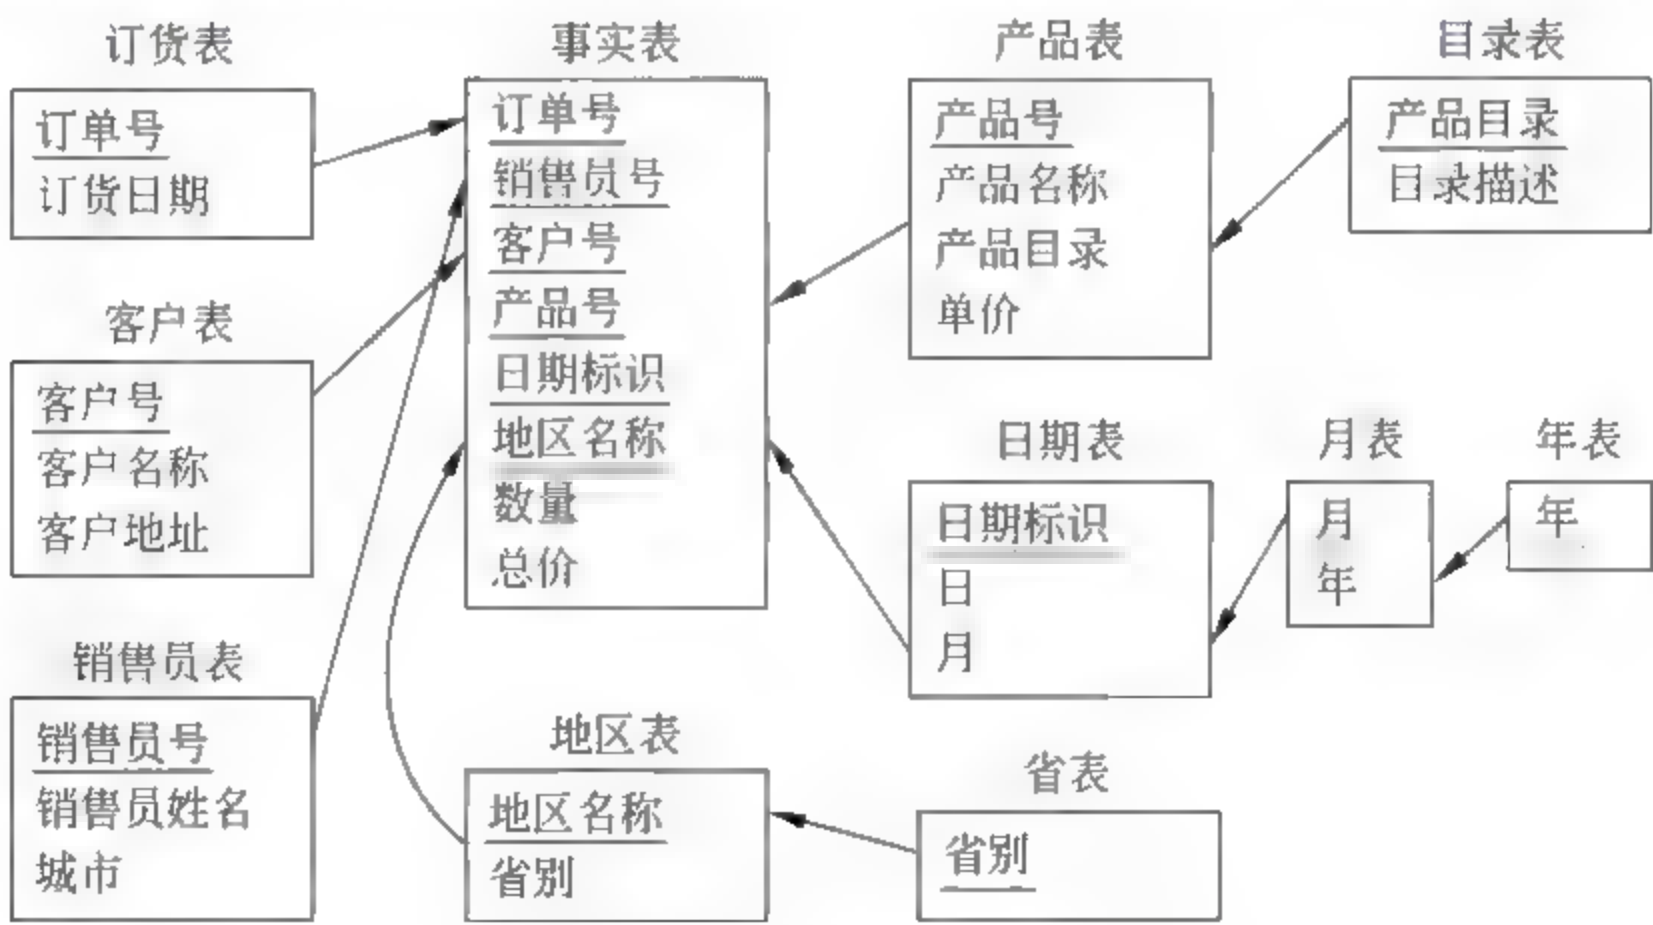 订货表
订单号
订货日期
客户表
客户号
客户名称
客户地址
销售员表
销售员号
销售员姓名
城市
事实表
订单号
销售员号
客户号
产品号
日期标识
地区名称
数量
总价
地区表
地区名称
省别
产品表
产品号
产品名称
产品目录
单价
目录表
产品目录
目录描述
日期表
日期标识
日
月
月表
月
年
年表
年
省表
省别